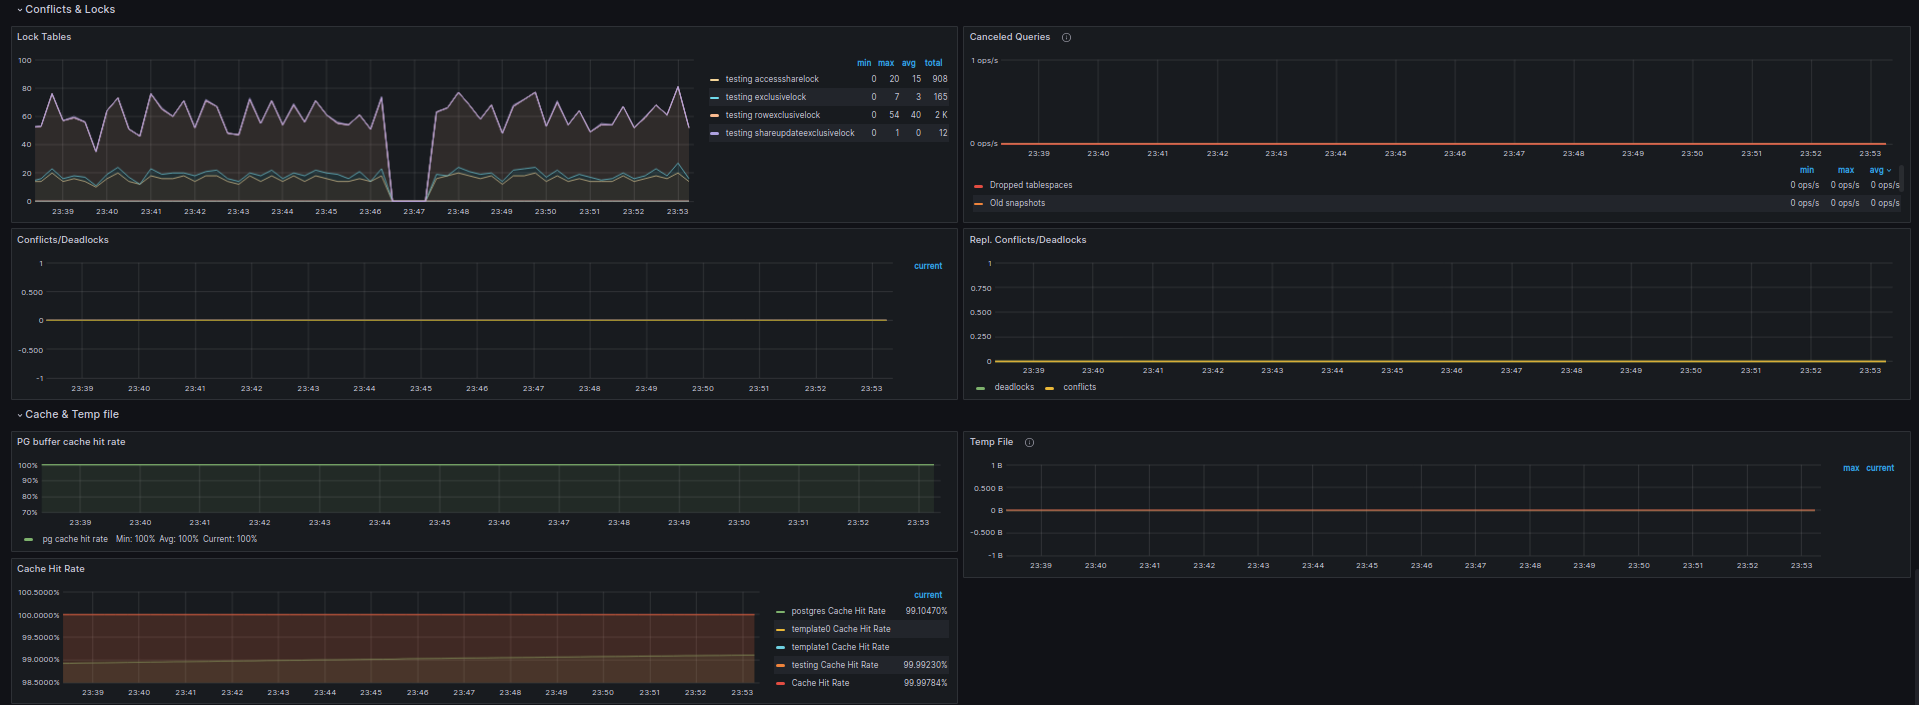 Conflicts & Locks
Lock Tables
100
80
60
40
20
0
23:39 23:40 23:41 23:42 23:43 23:44 23:45 23:46 23:47 23:48 23:49 23:50 23:51 23:52 23:53
min max avg total
testing accesssharelock 0 20 15 908
testing exclusivelock 0 7 3 165
testing rowexclusivelock 0 54 40 2 K
testing shareupdateexclusivelock 0 1 0 12
Canceled Queries
1 ops/s
0 ops/s
23:39 23:40 23:41 23:42 23:43 23:44 23:45 23:46 23:47 23:48 23:49 23:50 23:51 23:52 23:53
min max avg
Dropped tablespaces 0 ops/s 0 ops/s 0 ops/s
Old snapshots 0 ops/s 0 ops/s 0 ops/s
Conflicts/Deadlocks
1
0.500
0
-0.500
-1
23:39 23:40 23:41 23:42 23:43 23:44 23:45 23:46 23:47 23:48 23:49 23:50 23:51 23:52 23:53
current
Repl. Conflicts/Deadlocks
1
0.750
0.500
0.250
0
23:39 23:40 23:41 23:42 23:43 23:44 23:45 23:46 23:47 23:48 23:49 23:50 23:51 23:52 23:53
deadlocks conflicts
Cache & Temp file
PG buffer cache hit rate
100%
90%
80%
70%
23:39 23:40 23:41 23:42 23:43 23:44 23:45 23:46 23:47 23:48 23:49 23:50 23:51 23:52 23:53
pg cache hit rate Min: 100% Avg: 100% Current: 100%
Temp File
1 B
0.500 B
0 B
-0.500 B
-1 B
23:39 23:40 23:41 23:42 23:43 23:44 23:45 23:46 23:47 23:48 23:49 23:50 23:51 23:52 23:53
max current
Cache Hit Rate
100.5000%
100.0000%
99.5000%
99.0000%
98.5000%
23:39 23:40 23:41 23:42 23:43 23:44 23:45 23:46 23:47 23:48 23:49 23:50 23:51 23:52 23:53
current
postgres Cache Hit Rate 99.10470%
template0 Cache Hit Rate
template1 Cache Hit Rate
testing Cache Hit Rate 99.99230%
Cache Hit Rate 99.99784%